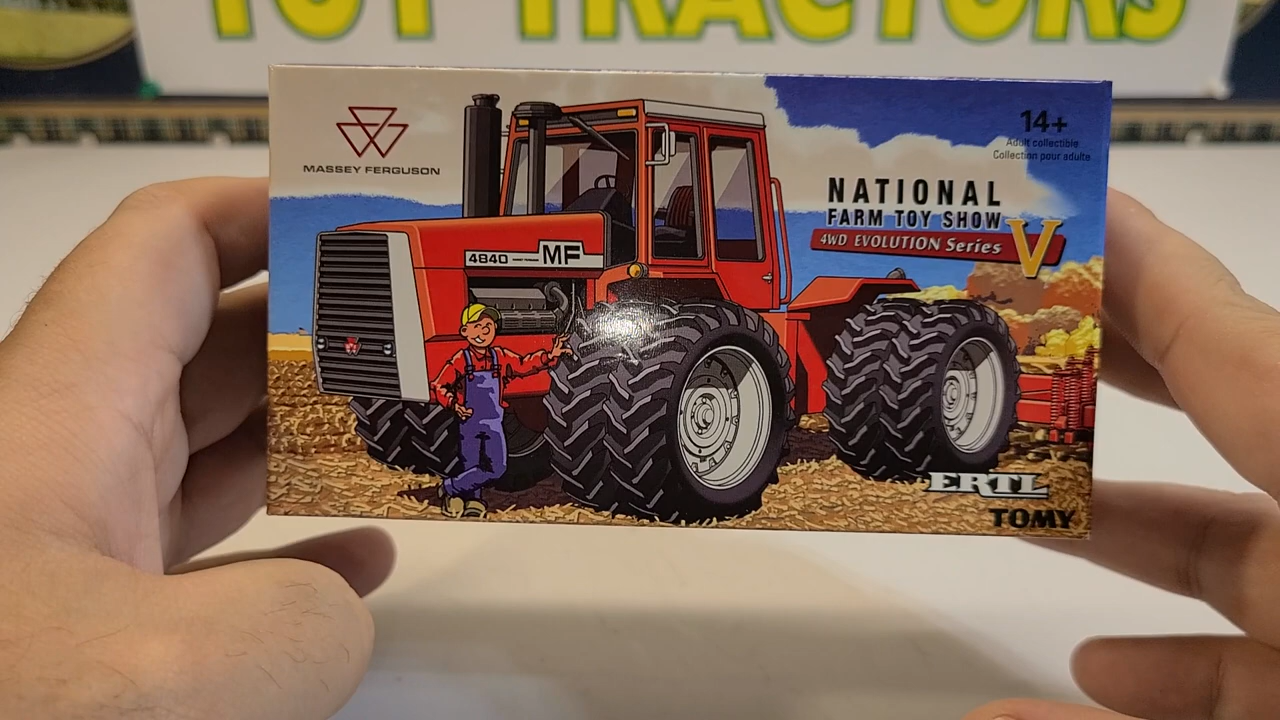 TOY TRACTORS
MASSEY FERGUSON
14+
Adult collectible
Collection pour adulte
NATIONAL
FARM TOY SHOW
4WD EVOLUTION Series V
4840 MF
ERTL
TOMY